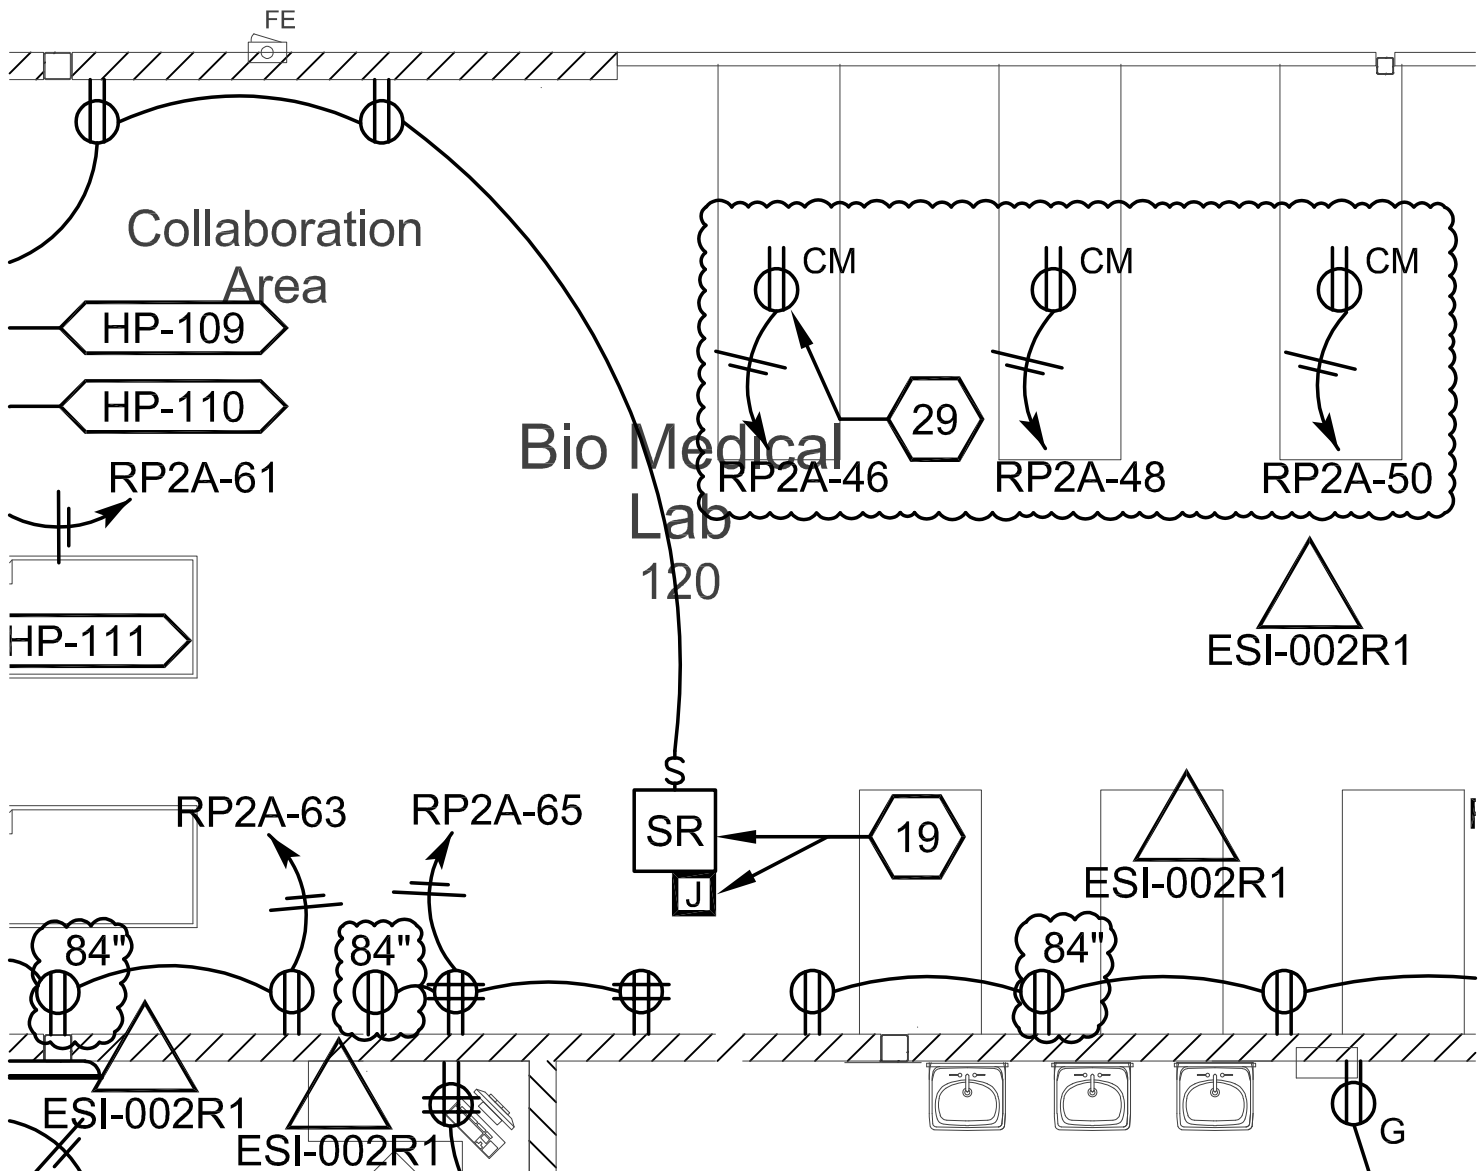 FE
Collaboration
Area
CM
CM
CM
HP-109
HP-110
29
Bio Medical
Lab
120
RP2A-46
RP2A-48
RP2A-50
RP2A-61
HP-111
ESI-002R1
S
SR
J
19
RP2A-63
RP2A-65
ESI-002R1
84"
84"
84"
ESI-002R1
ESI-002R1
G